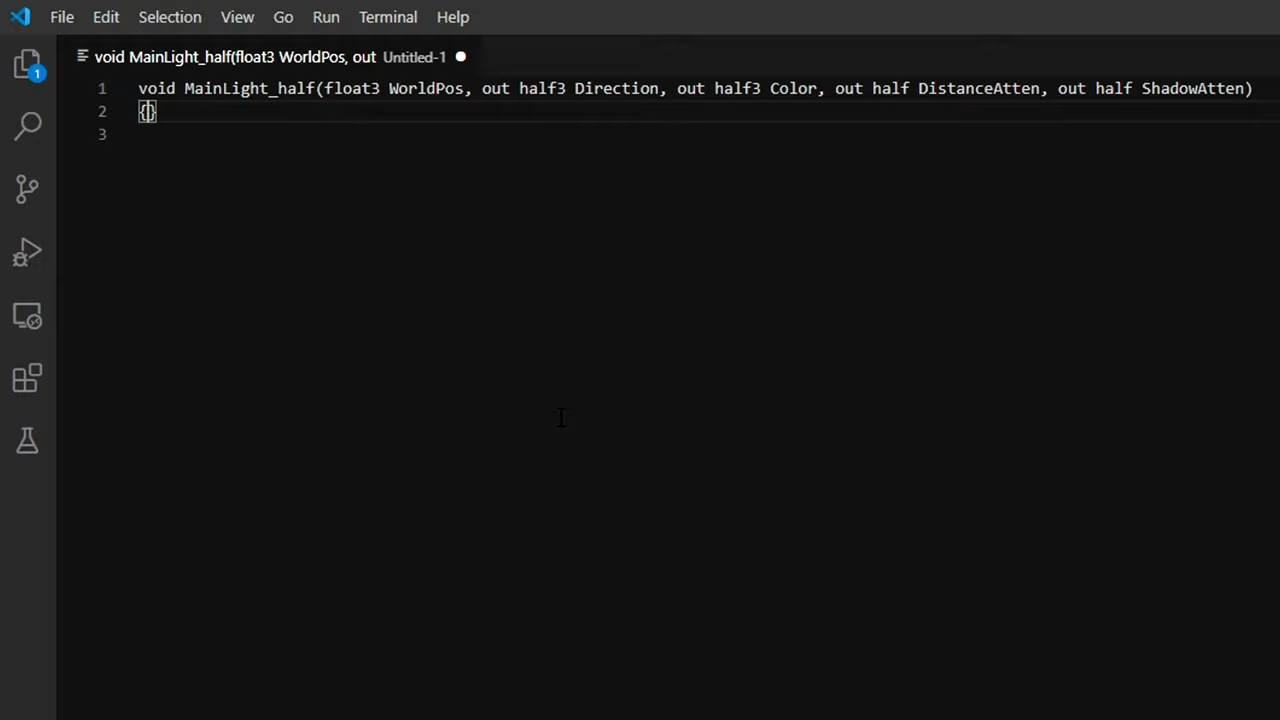 File Edit Selection View Go Run Terminal Help
void MainLight_half(float3 WorldPos, out Untitled-1
1 void MainLight_half(float3 WorldPos, out half3 Direction, out half3 Color, out half DistanceAtten, out half ShadowAtten)
1
2 {}
3